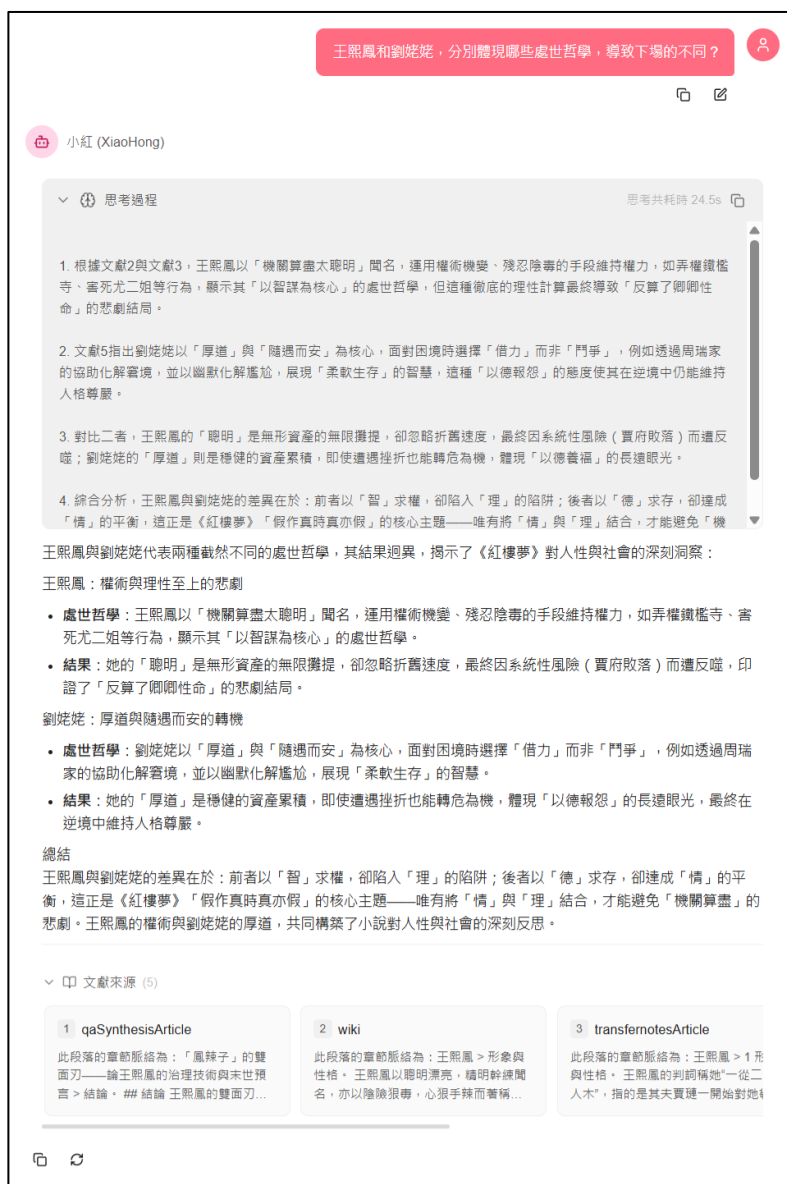 王熙鳳和劉姥姥，分別體現哪些處世哲學，導致下場的不同？
小紅 (XiaoHong)
思考過程
思考共耗時 24.5s
1. 根據文獻2與文獻3，王熙鳳以「機關算盡太聰明」聞名，運用權術機變、殘忍陰毒的手段維持權力，如弄權鐵檻
寺、害死尤二姐等行為，顯示其「以智謀為核心」的處世哲學，但這種徹底的理性計算最終導致「反算了卿卿性
命」的悲劇結局。
2. 文獻5指出劉姥姥以「厚道」與「隨遇而安」為核心，面對困境時選擇「借力」而非「鬥爭」，例如透過周瑞家
的協助化解窘境，並以幽默化解尷尬，展現「柔軟生存」的智慧，這種「以德報怨」的態度使其在逆境中仍能維持
人格尊嚴。
3. 對比二者，王熙鳳的「聰明」是無形資產的無限攤提，卻忽略折舊速度，最終因系統性風險（賈府敗落）而遭反
噬；劉姥姥的「厚道」則是穩健的資產累積，即使遭遇挫折也能轉危為機，體現「以德養福」的長遠眼光。
4. 綜合分析，王熙鳳與劉姥姥的差異在於：前者以「智」求權，卻陷入「理」的陷阱；後者以「德」求存，卻達成
「情」的平衡，這正是《紅樓夢》「假作真時真亦假」的核心主題——唯有將「情」與「理」結合，才能避免「機
王熙鳳與劉姥姥代表兩種截然不同的處世哲學，其結果迥異，揭示了《紅樓夢》對人性與社會的深刻洞察：
王熙鳳：權術與理性至上的悲劇
• 處世哲學：王熙鳳以「機關算盡太聰明」聞名，運用權術機變、殘忍陰毒的手段維持權力，如弄權鐵檻寺、害
死尤二姐等行為，顯示其「以智謀為核心」的處世哲學。
• 結果：她的「聰明」是無形資產的無限攤提，卻忽略折舊速度，最終因系統性風險（賈府敗落）而遭反噬，印
證了「反算了卿卿性命」的悲劇結局。
劉姥姥：厚道與隨遇而安的轉機
• 處世哲學：劉姥姥以「厚道」與「隨遇而安」為核心，面對困境時選擇「借力」而非「鬥爭」，例如透過周瑞
家的協助化解窘境，並以幽默化解尷尬，展現「柔軟生存」的智慧。
• 結果：她的「厚道」是穩健的資產累積，即使遭遇挫折也能轉危為機，體現「以德報怨」的長遠眼光，最終在
逆境中維持人格尊嚴。
總結
王熙鳳與劉姥姥的差異在於：前者以「智」求權，卻陷入「理」的陷阱；後者以「德」求存，卻達成「情」的平
衡，這正是《紅樓夢》「假作真時真亦假」的核心主題——唯有將「情」與「理」結合，才能避免「機關算盡」的
悲劇。王熙鳳的權術與劉姥姥的厚道，共同構築了小說對人性與社會的深刻反思。
文獻來源 (5)
1 qaSynthesisArticle
此段落的章節脈絡為：「鳳辣子」的雙
面刃——論王熙鳳的治理技術與末世預
言 > 結論。 ## 結論 王熙鳳的雙面刃...
2 wiki
此段落的章節脈絡為：王熙鳳 > 形象與
性格。 王熙鳳以聰明漂亮，精明幹練聞
名，亦以陰險狠毒，心狠手辣而著稱...
3 transfernotesArticle
此段落的章節脈絡為：王熙鳳 > 1 形
與性格。 王熙鳳的判詞稱她“一從二
人木”，指的是其夫賈璉一開始對她